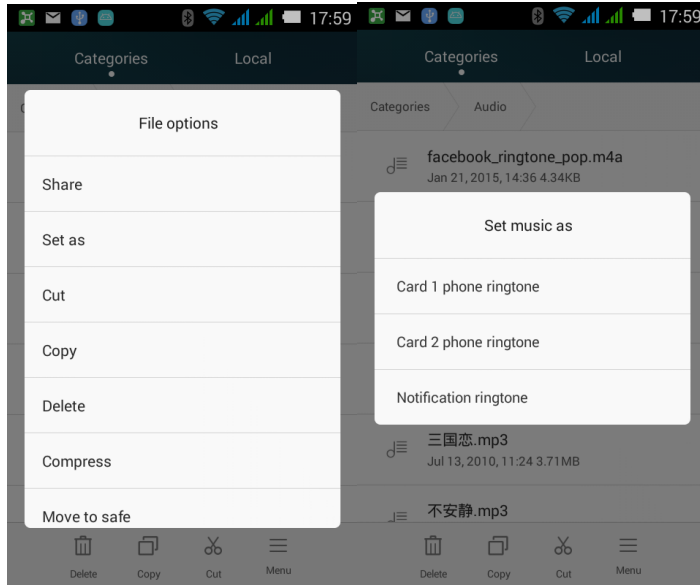 17:59
Categories Local
File options
Share
Set as
Cut
Copy
Delete
Compress
Move to safe
Delete Copy Cut Menu
17:59
Categories Local
Categories Audio
facebook_ringtone_pop.m4a
Jan 21, 2015, 14:36 4.34KB
Set music as
Card 1 phone ringtone
Card 2 phone ringtone
Notification ringtone
三国恋.mp3
Jul 13, 2010, 11:24 3.71MB
不安静.mp3
Delete Copy Cut Menu